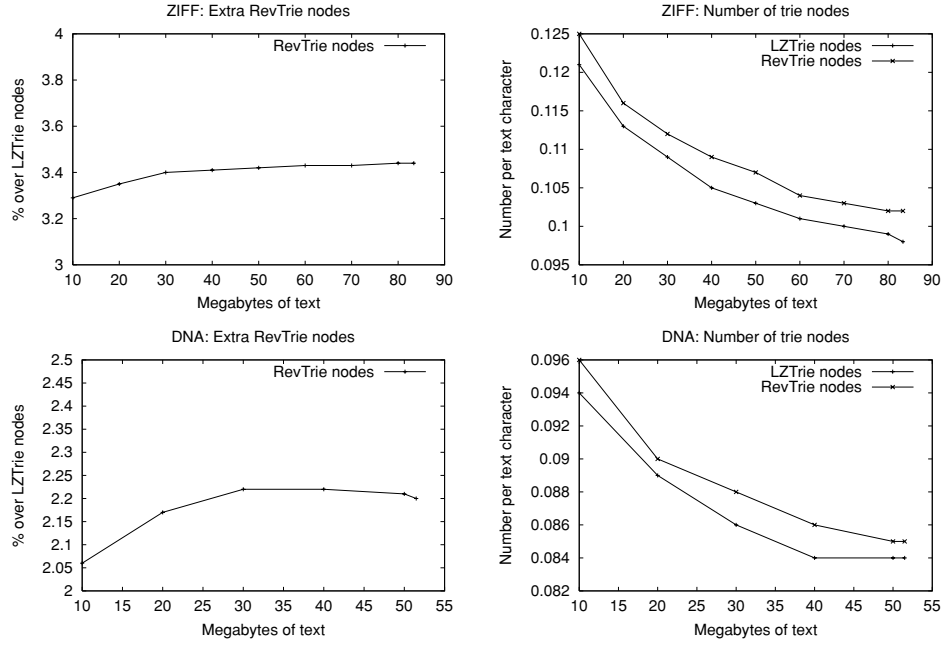 ZIFF: Extra RevTrie nodes
RevTrie nodes
% over LZTrie nodes
4
3.8
3.6
3.4
3.2
3
10 20 30 40 50 60 70 80 90
Megabytes of text
ZIFF: Number of trie nodes
LZTrie nodes
RevTrie nodes
Number per text character
0.125
0.12
0.115
0.11
0.105
0.1
0.095
10 20 30 40 50 60 70 80 90
Megabytes of text
DNA: Extra RevTrie nodes
RevTrie nodes
% over LZTrie nodes
2.5
2.45
2.4
2.35
2.3
2.25
2.2
2.15
2.1
2.05
2
10 15 20 25 30 35 40 45 50 55
Megabytes of text
DNA: Number of trie nodes
LZTrie nodes
RevTrie nodes
Number per text character
0.096
0.094
0.092
0.09
0.088
0.086
0.084
0.082
10 15 20 25 30 35 40 45 50 55
Megabytes of text